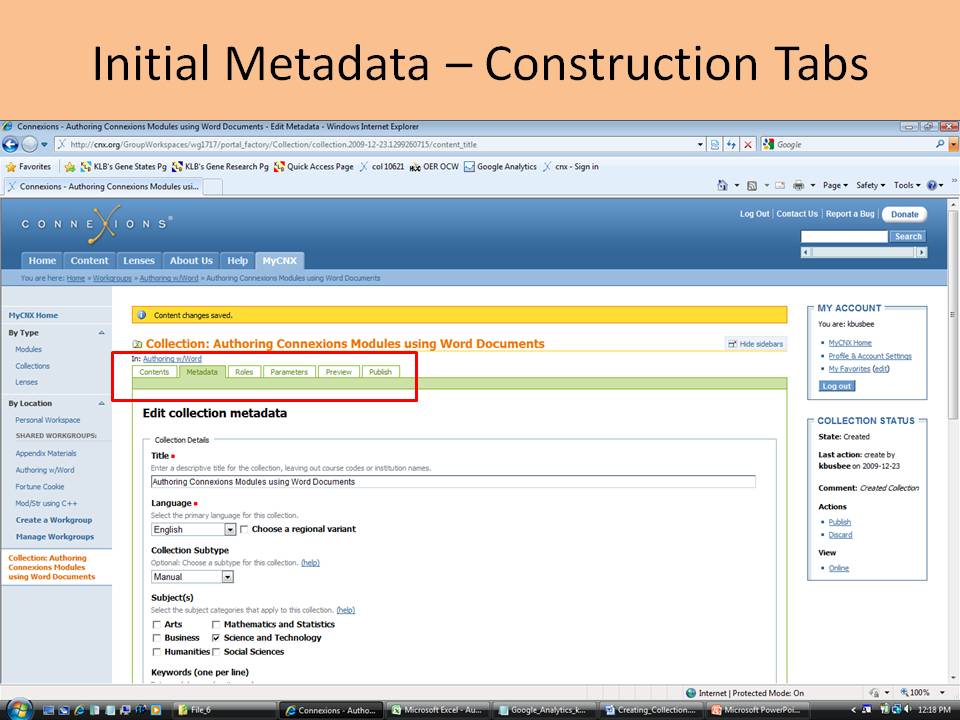 Initial Metadata – Construction Tabs
Connexions - Authoring Connexions Modules using Word Documents - Edit Metadata - Windows Internet Explorer
http://cnx.org/GroupWorkspaces/wg1717/portal_factory/Collection/collection.2009-12-23.1299260715/content_title
Google
Favorites KLB's Gene States Pg KLB's Gene Research Pg Quick Access Page col 10621 OER OCW Google Analytics cnx - Sign in
Connexions - Authoring Connexions Modules usi...
Page Safety Tools
CONNEXIONS®
Log Out | Contact Us | Report a Bug Donate
Search
Home Content Lenses About Us Help MyCNX
You are here: Home » Workgroups » Authoring w/Word » Authoring Connexions Modules using Word Documents
MyCNX Home
By Type
Modules
Collections
Lenses
By Location
Personal Workspace
SHARED WORKGROUPS:
Appendix Materials
Authoring w/Word
Fortune Cookie
Mod/Str using C++
Create a Workgroup
Manage Workgroups
Collection: Authoring
Connexions Modules
using Word Documents
Content changes saved.
Collection: Authoring Connexions Modules using Word Documents
Hide sidebars
In: Authoring w/Word
Contents Metadata Roles Parameters Preview Publish
Edit collection metadata
Collection Details
Title
Enter a descriptive title for the collection, leaving out course codes or institution names.
Authoring Connexions Modules using Word Documents
Language
Select the primary language for this collection.
English Choose a regional variant
Collection Subtype
Optional: Choose a subtype for this collection. (help)
Manual
Subject(s)
Select the subject categories that apply to this collection. (help)
Arts Mathematics and Statistics
Business Science and Technology
Humanities Social Sciences
Keywords (one per line)
MY ACCOUNT
You are: kbusbee
MyCNX Home
Profile & Account Settings
My Favorites (edit)
Log out
COLLECTION STATUS
State: Created
Last action: create by
kbusbee on 2009-12-23
Comment: Created Collection
Actions
Publish
Discard
View
Online
Internet | Protected Mode: On
100%
File_6 Connexions - Autho... Microsoft Excel - Au... Google_Analytics_k... Creating_Collection.... Microsoft PowerPoi...
12:18 PM